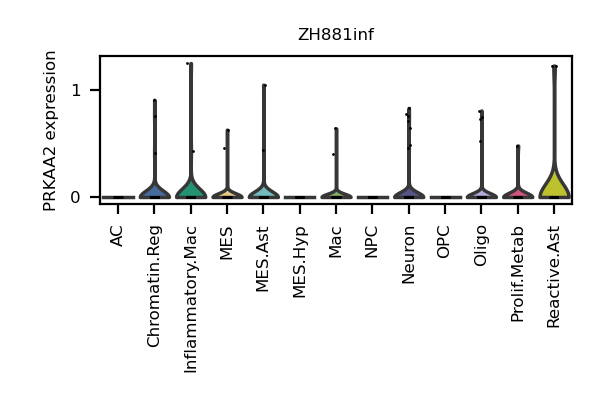 ZH881inf
PRKAA2 expression
1
0
AC
Chromatin.Reg
Inflammatory.Mac
MES
MES.Ast
MES.Hyp
Mac
NPC
Neuron
OPC
Oligo
Prolif.Metab
Reactive.Ast